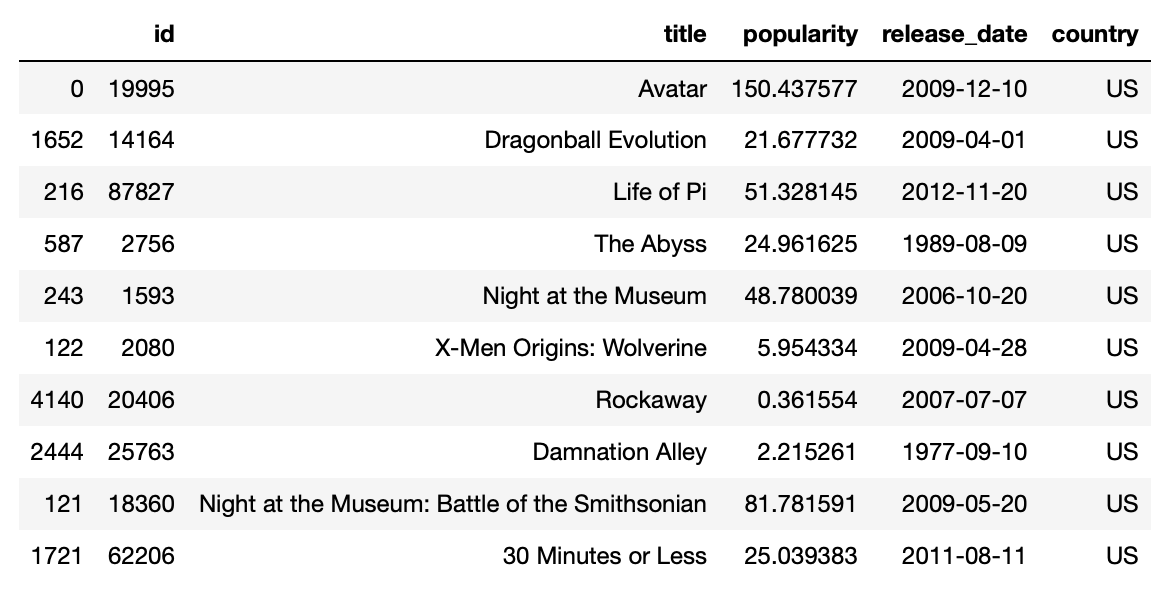 id title popularity release_date country
0 19995 Avatar 150.437577 2009-12-10 US
1652 14164 Dragonball Evolution 21.677732 2009-04-01 US
216 87827 Life of Pi 51.328145 2012-11-20 US
587 2756 The Abyss 24.961625 1989-08-09 US
243 1593 Night at the Museum 48.780039 2006-10-20 US
122 2080 X-Men Origins: Wolverine 5.954334 2009-04-28 US
4140 20406 Rockaway 0.361554 2007-07-07 US
2444 25763 Damnation Alley 2.215261 1977-09-10 US
121 18360 Night at the Museum: Battle of the Smithsonian 81.781591 2009-05-20 US
1721 62206 30 Minutes or Less 25.039383 2011-08-11 US